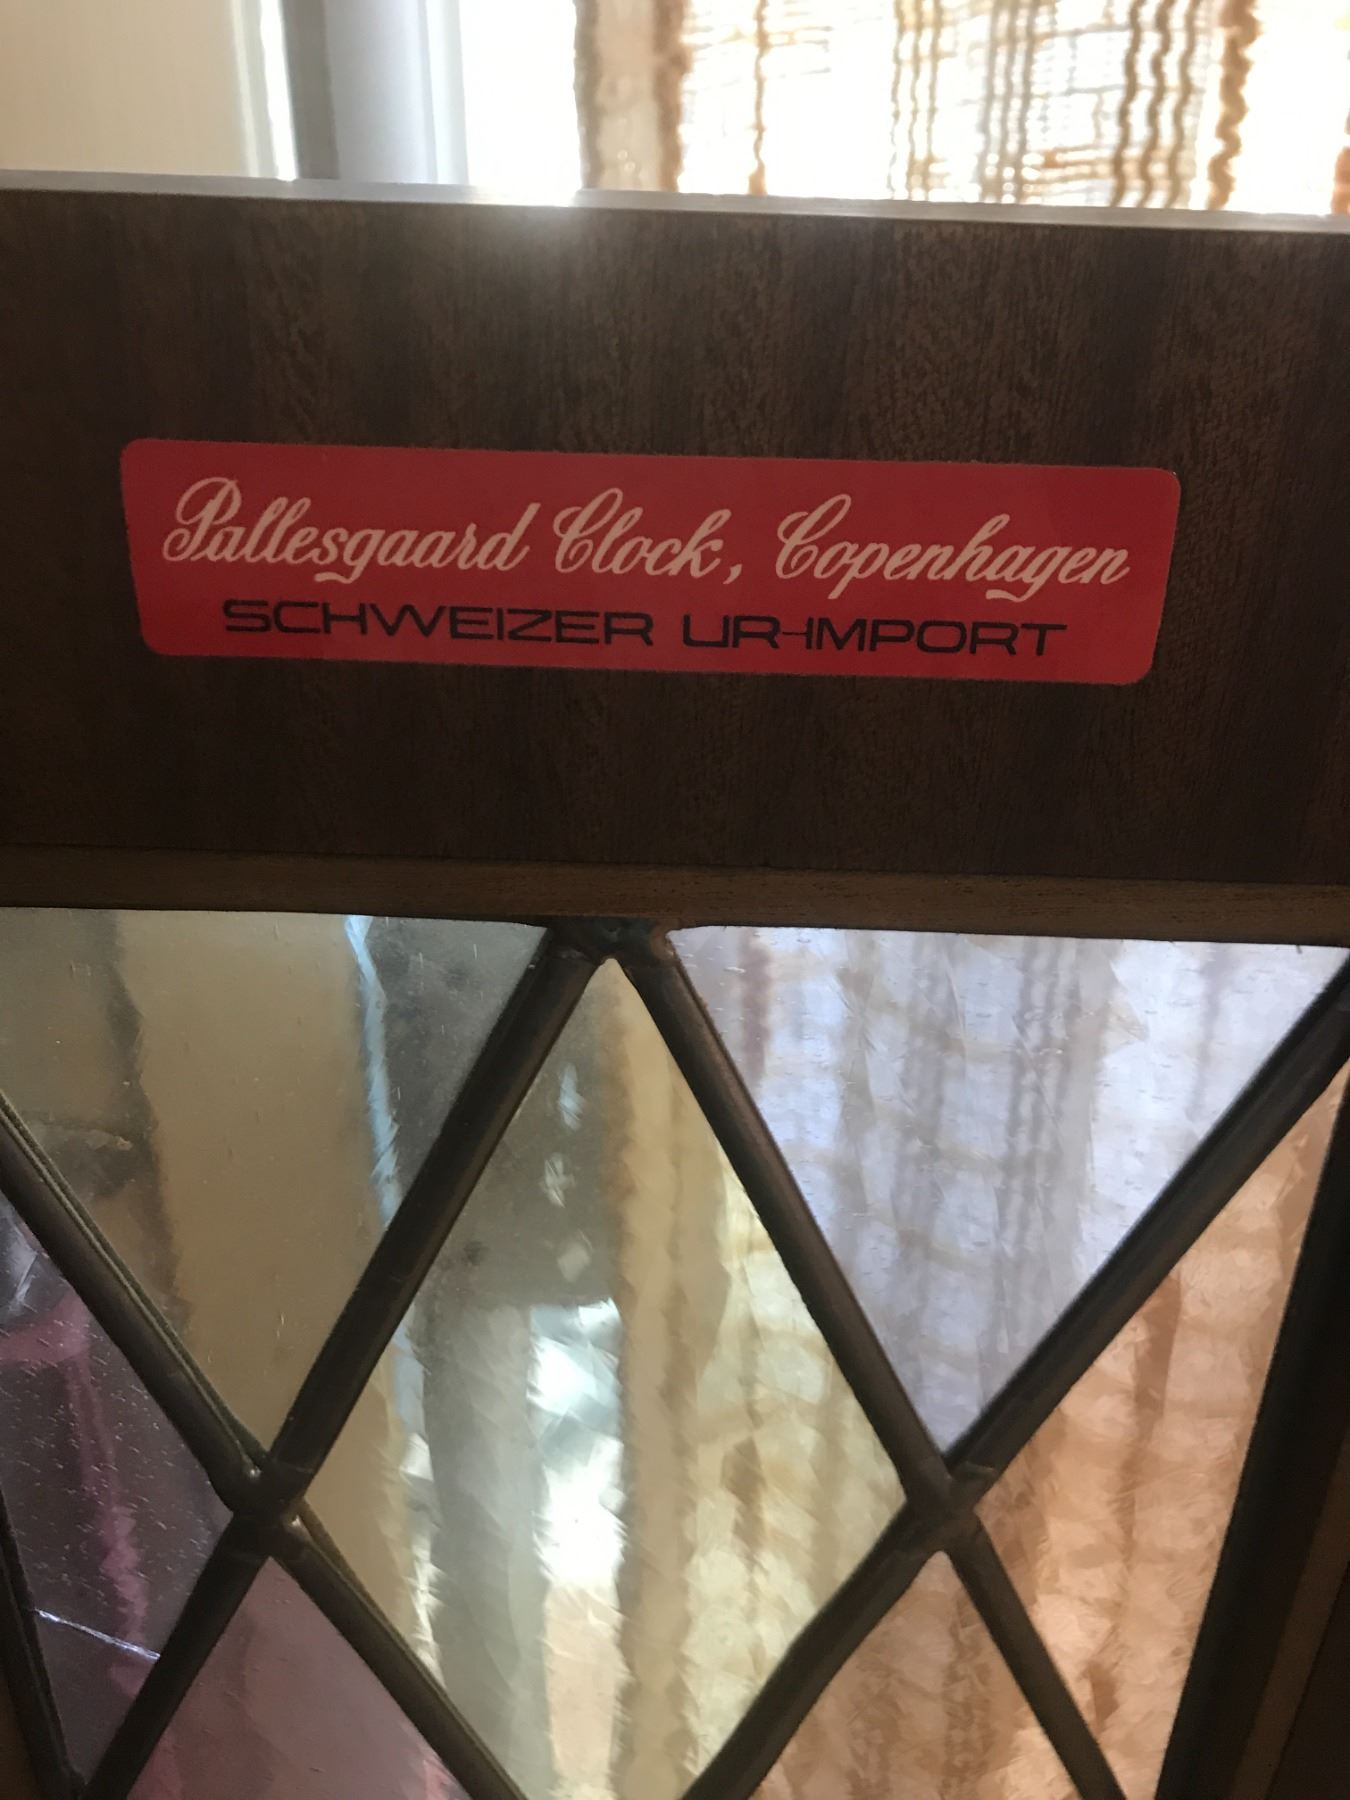 Pallesgaard Clock, Copenhagen
SCHWEIZER UR-IMPORT